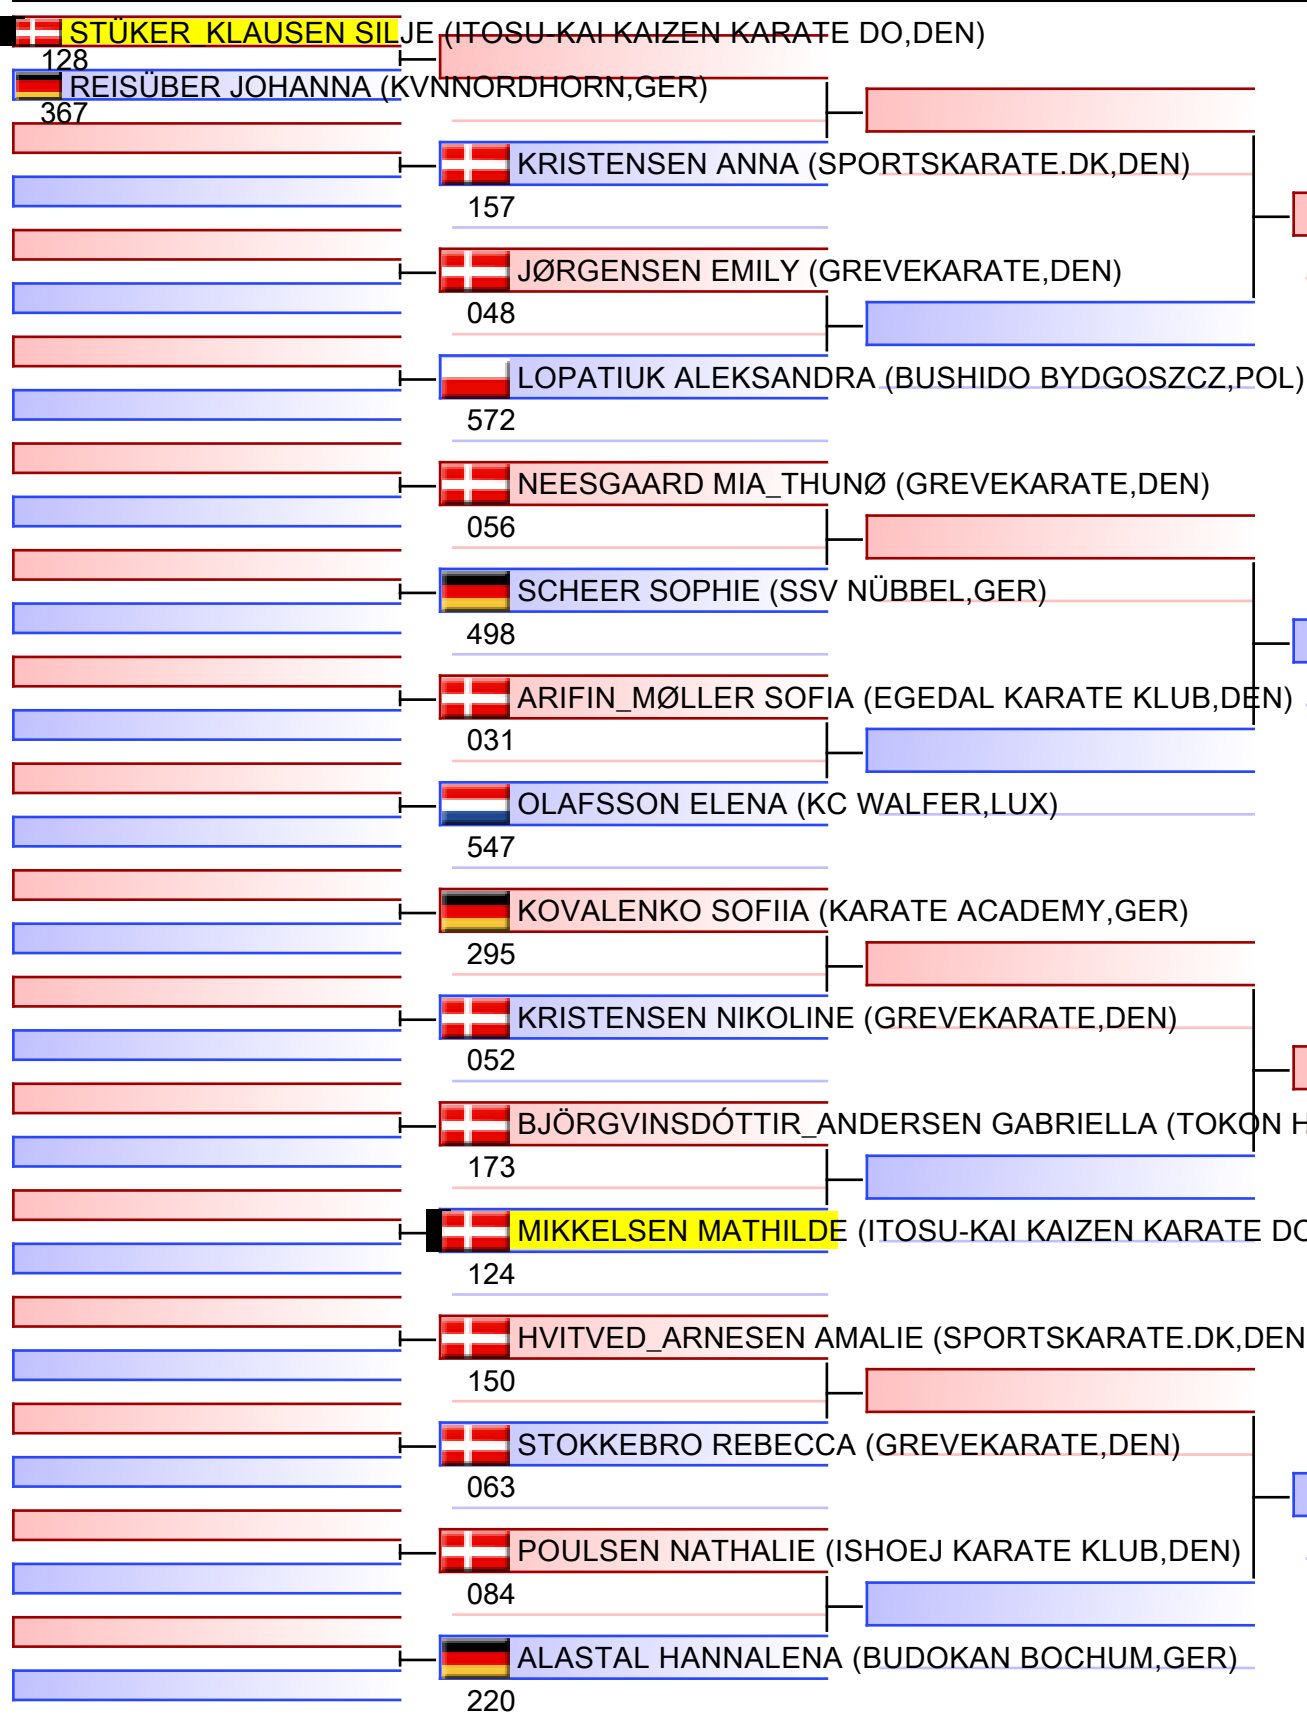 STÜKER_KLAUSEN SILJE (ITOSU-KAI KAIZEN KARATE DO,DEN)
128
REISÜBER JOHANNA (KVNNORDHORN,GER)
367
KRISTENSEN ANNA (SPORTSKARATE.DK,DEN)
157
JØRGENSEN EMILY (GREVEKARATE,DEN)
048
LOPATIUK ALEKSANDRA (BUSHIDO BYDGOSZCZ,POL)
572
NEESGAARD MIA_THUNØ (GREVEKARATE,DEN)
056
SCHEER SOPHIE (SSV NÜBBEL,GER)
498
ARIFIN_MØLLER SOFIA (EGEDAL KARATE KLUB,DEN)
031
OLAFSSON ELENA (KC WALFER,LUX)
547
KOVALENKO SOFIIA (KARATE ACADEMY,GER)
295
KRISTENSEN NIKOLINE (GREVEKARATE,DEN)
052
BJÖRGVINSDÓTTIR_ANDERSEN GABRIELLA (TOKON H
173
MIKKELSEN MATHILDE (ITOSU-KAI KAIZEN KARATE DO
124
HVITVED_ARNESEN AMALIE (SPORTSKARATE.DK,DEN
150
STOKKEBRO REBECCA (GREVEKARATE,DEN)
063
POULSEN NATHALIE (ISHOEJ KARATE KLUB,DEN)
084
ALASTAL HANNALENA (BUDOKAN BOCHUM,GER)
220